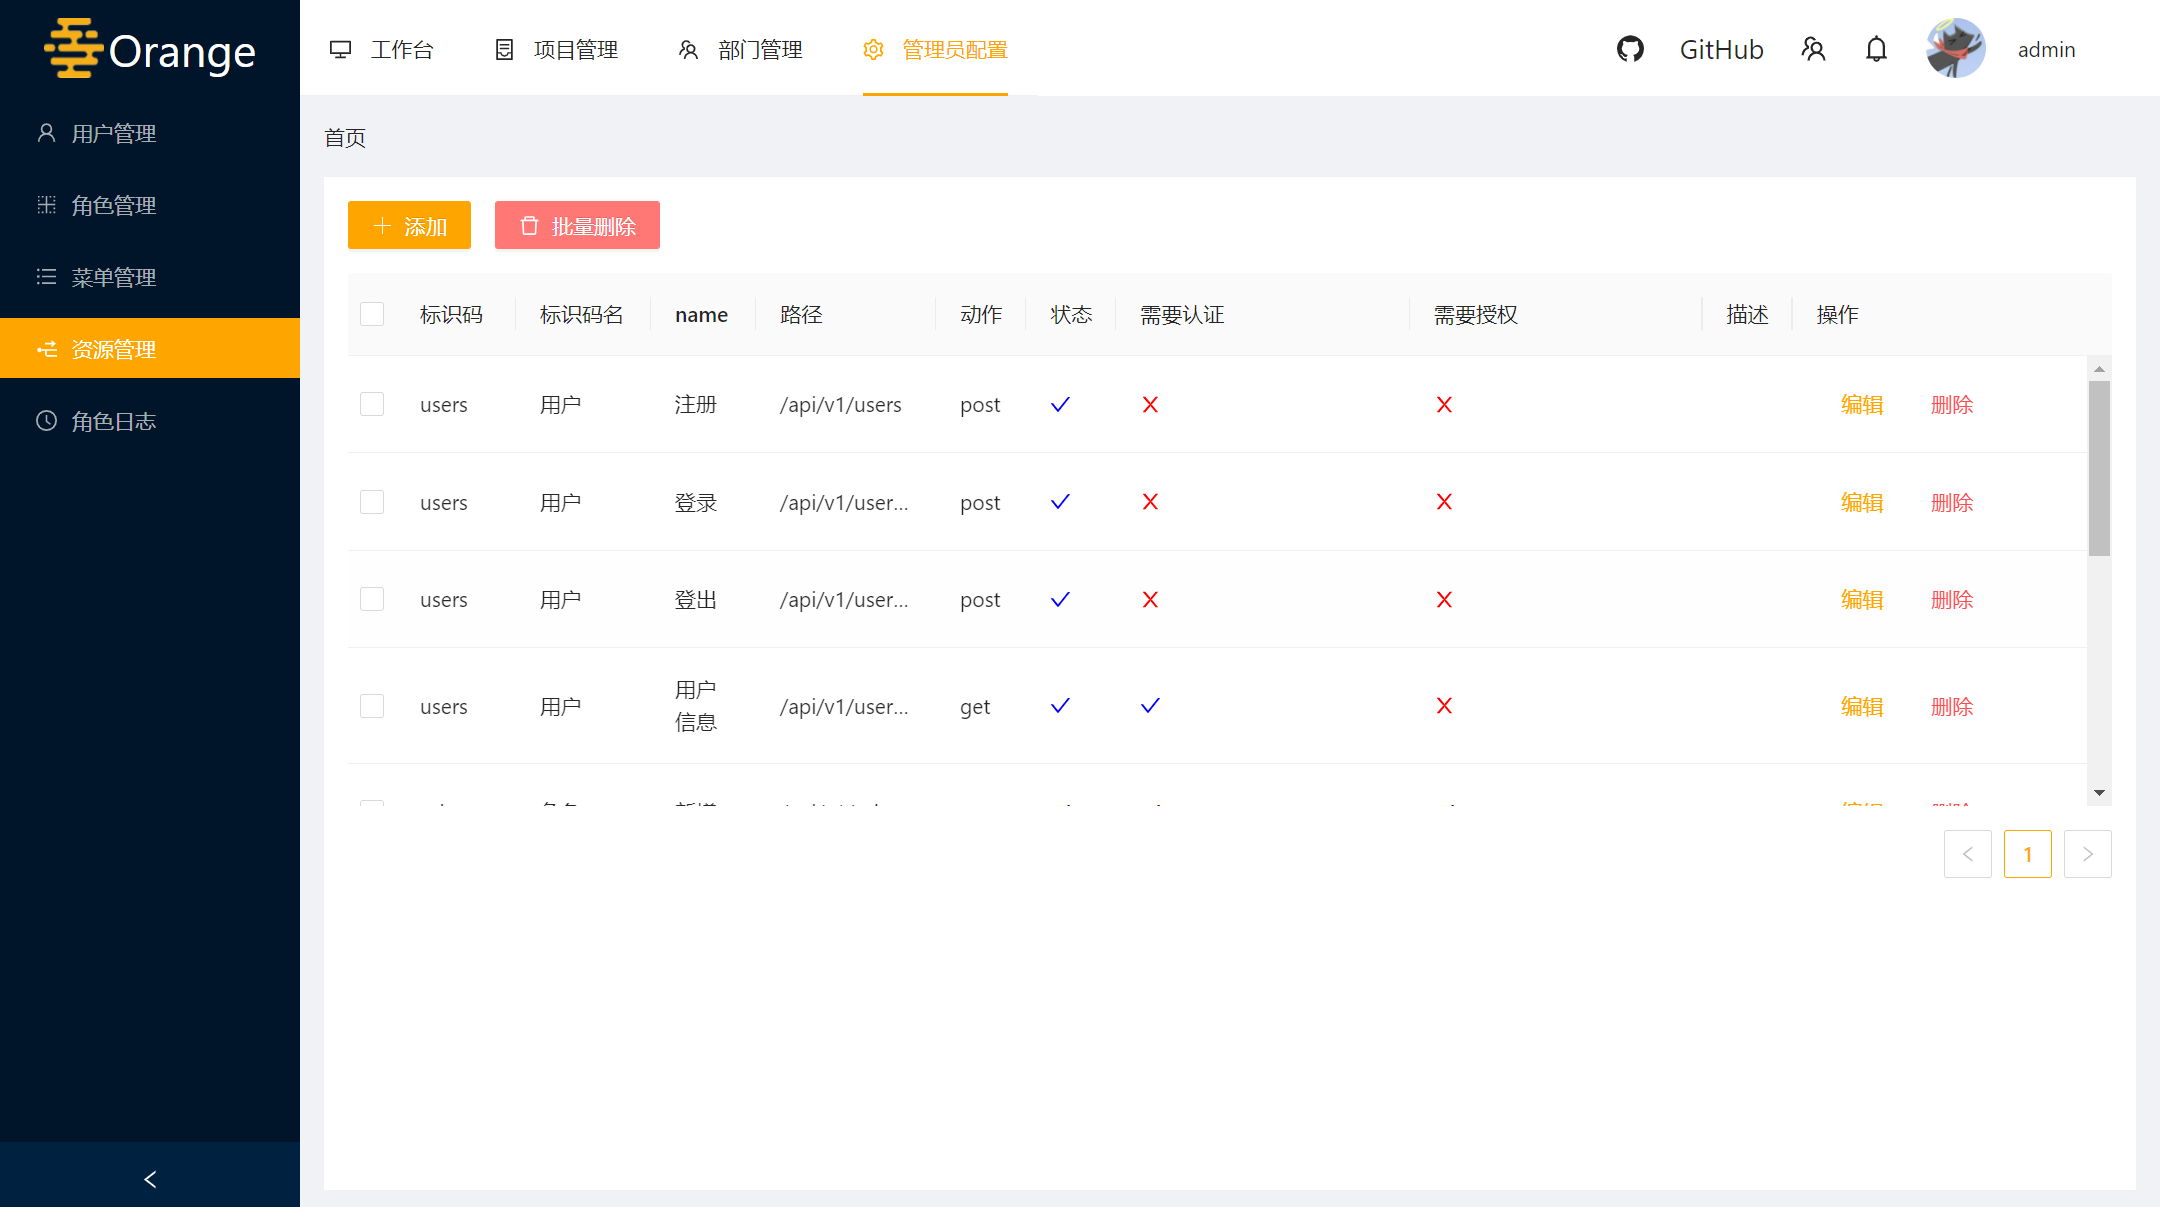 Orange
工作台 项目管理 部门管理 管理员配置 GitHub admin
用户管理
角色管理
菜单管理
资源管理
角色日志
首页
添加 批量删除
标识码 标识码名 name 路径 动作 状态 需要认证 需要授权 描述 操作
users 用户 注册 /api/v1/users post 编辑 删除
users 用户 登录 /api/v1/user... post 编辑 删除
users 用户 登出 /api/v1/user... post 编辑 删除
users 用户 用户信息 /api/v1/user... get 编辑 删除
1